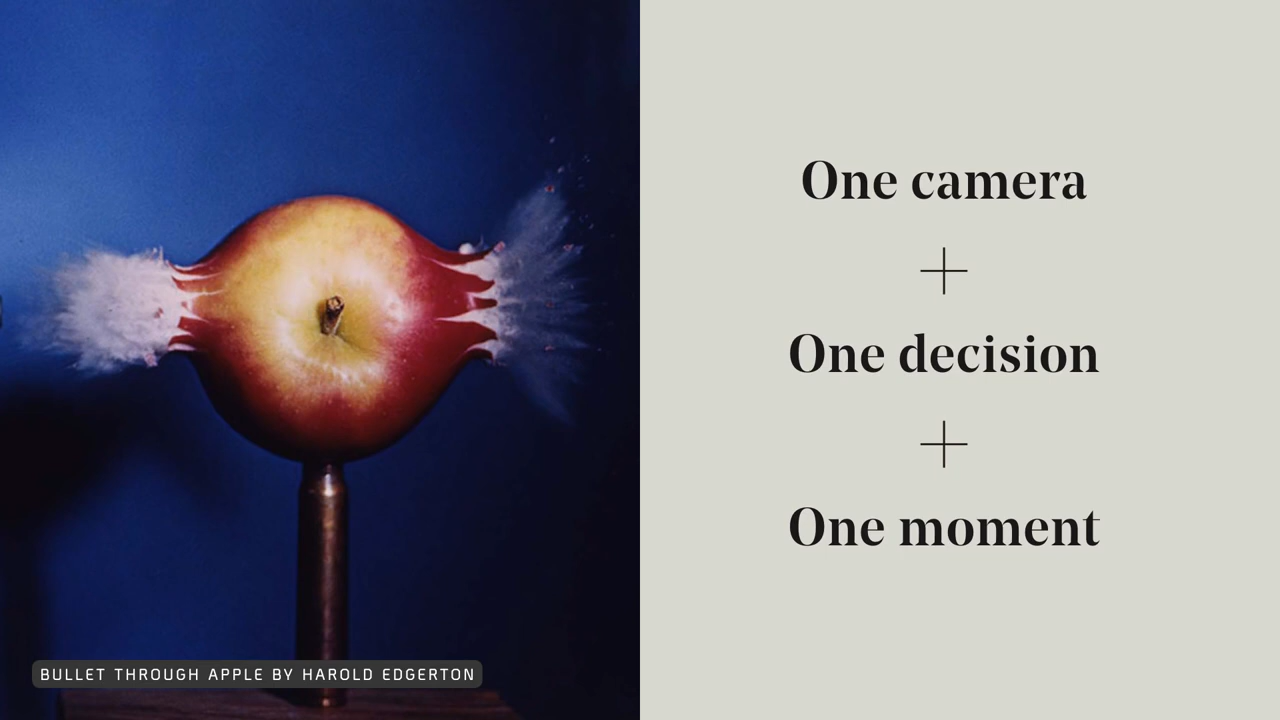 One camera
+
One decision
+
One moment
BULLET THROUGH APPLE BY HAROLD EDGERTON